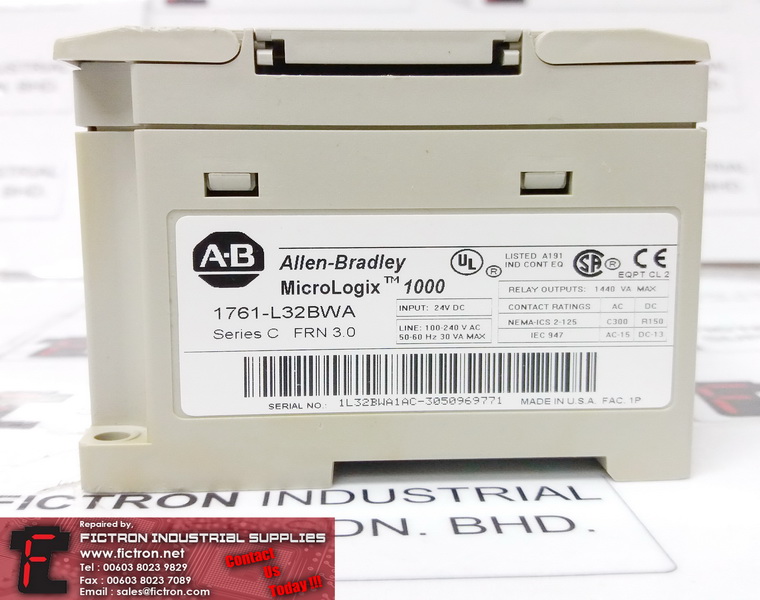 A·B
Allen-Bradley
MicroLogix™ 1000
1761-L32BWA
Series C FRN 3.0
INPUT: 24V DC
LINE: 100-240 V AC
50-60 Hz 30 VA MAX
UL ®
LISTED A191
IND CONT EQ
SA ® CE
EQPT CL 2
RELAY OUTPUTS: 1440 VA MAX
CONTACT RATINGS AC DC
NEMA-ICS 2-125 C300 R150
IEC 947 AC-15 DC-13
SERIAL NO: 1L32BWA1AC-3050969771 MADE IN U.S.A. FAC. 1P
FICTRON INDUSTRIAL
BHD.
Repaired by,
FICTRON INDUSTRIAL SUPPLIES
www.fictron.net
Tel : 00603 8023 9829
Fax : 00603 8023 7089
Email : sales@fictron.com
Contact
Us
Today !!!